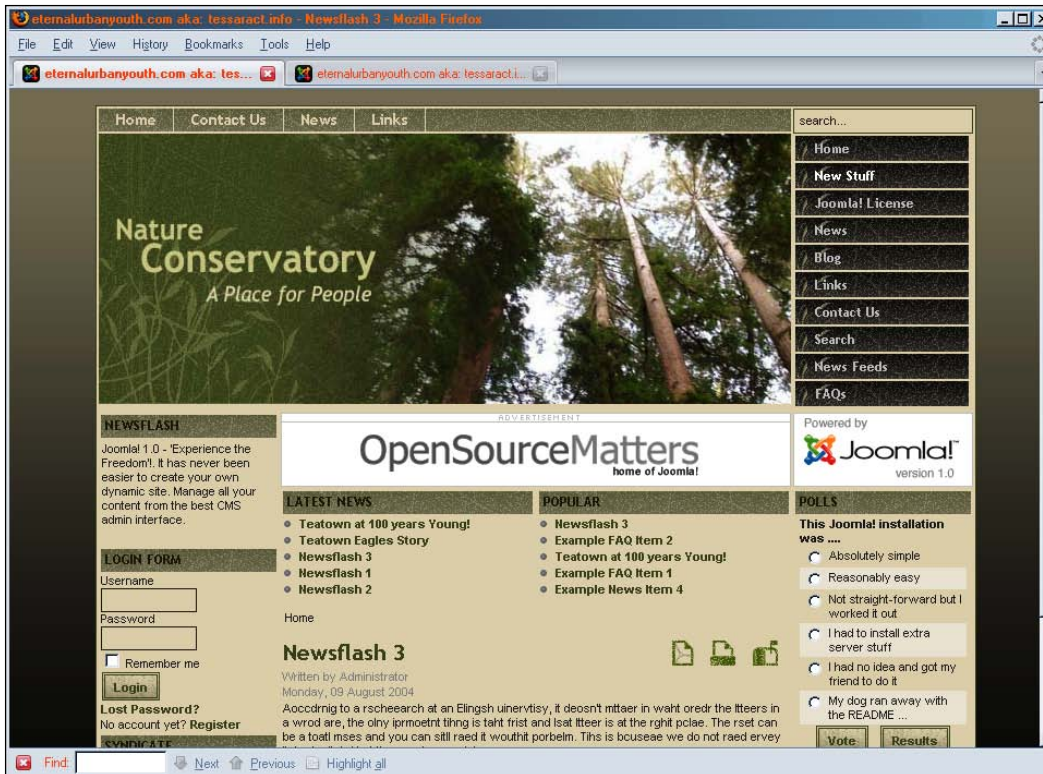 eternalurbanyouth.com aka: tessaract.info - Newsflash 3 - Mozilla Firefox
File Edit View History Bookmarks Tools Help
eternalurbanyouth.com aka: tes... eternalurbanyouth.com aka: tessaract.i...
Home Contact Us News Links
search...
Home
New Stuff
Joomla! License
News
Blog
Links
Contact Us
Search
News Feeds
FAQs
Nature
Conservatory
A Place for People
NEWSFLASH
Joomla! 1.0 - 'Experience the
Freedom'!. It has never been
easier to create your own
dynamic site. Manage all your
content from the best CMS
admin interface.
LOGIN FORM
Username
Password
Remember me
Login
Lost Password?
No account yet? Register
SYNDICATE
ADVERTISEMENT
OpenSourceMatters
home of Joomla!
LATEST NEWS
Teatown at 100 years Young!
Teatown Eagles Story
Newsflash 3
Newsflash 1
Newsflash 2
POPULAR
Newsflash 3
Example FAQ Item 2
Teatown at 100 years Young!
Example FAQ Item 1
Example News Item 4
Home
Newsflash 3
Written by Administrator
Monday, 09 August 2004
Aoccdrnig to a rscheearch at an Elingsh uinervtisy, it deosn't mttaer in waht oredr the ltteers in
a wrod are, the olny iprmoetnt tihng is taht frist and lsat ltteer is at the rghit pclae. The rset can
be a toatl mses and you can sitll raed it wouthit porbelm. Tihs is bcuseae we do not raed ervey
Powered by
Joomla!™
version 1.0
POLLS
This Joomla! installation
was ....
Absolutely simple
Reasonably easy
Not straight-forward but I
worked it out
I had to install extra
server stuff
I had no idea and got my
friend to do it
My dog ran away with
the README ...
Vote Results
Find: Next Previous Highlight all